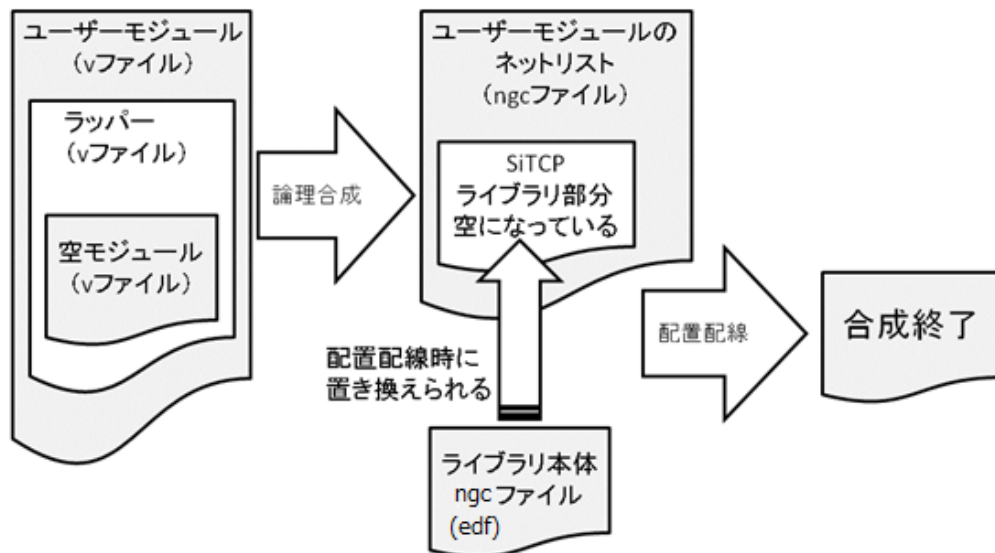 ユーザーモジュール
(vファイル)
ラッパー
(vファイル)
空モジュール
(vファイル)
論理合成
ユーザーモジュールの
ネットリスト
(ngcファイル)
SiTCP
ライブラリ部分
空になっている
配置配線時に
置き換えられる
ライブラリ本体
ngc ファイル
(edf)
配置配線
合成終了